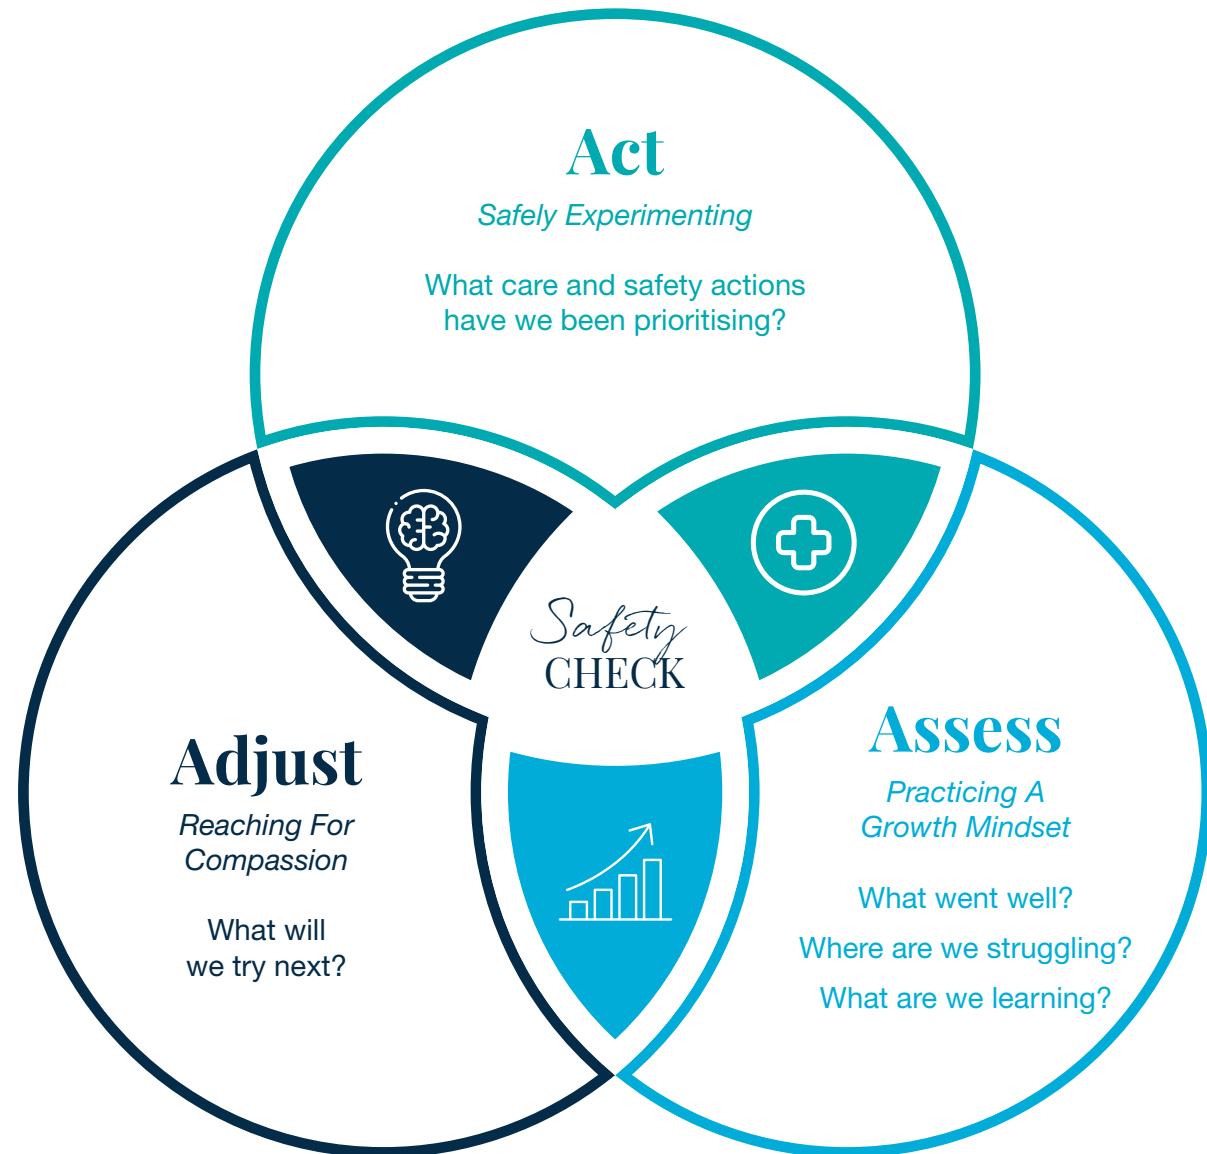 Act
Safely Experimenting
What care and safety actions
have we been prioritising?
Safety
CHECK
Adjust
Reaching For
Compassion
What will
we try next?
Assess
Practicing A
Growth Mindset
What went well?
Where are we struggling?
What are we learning?